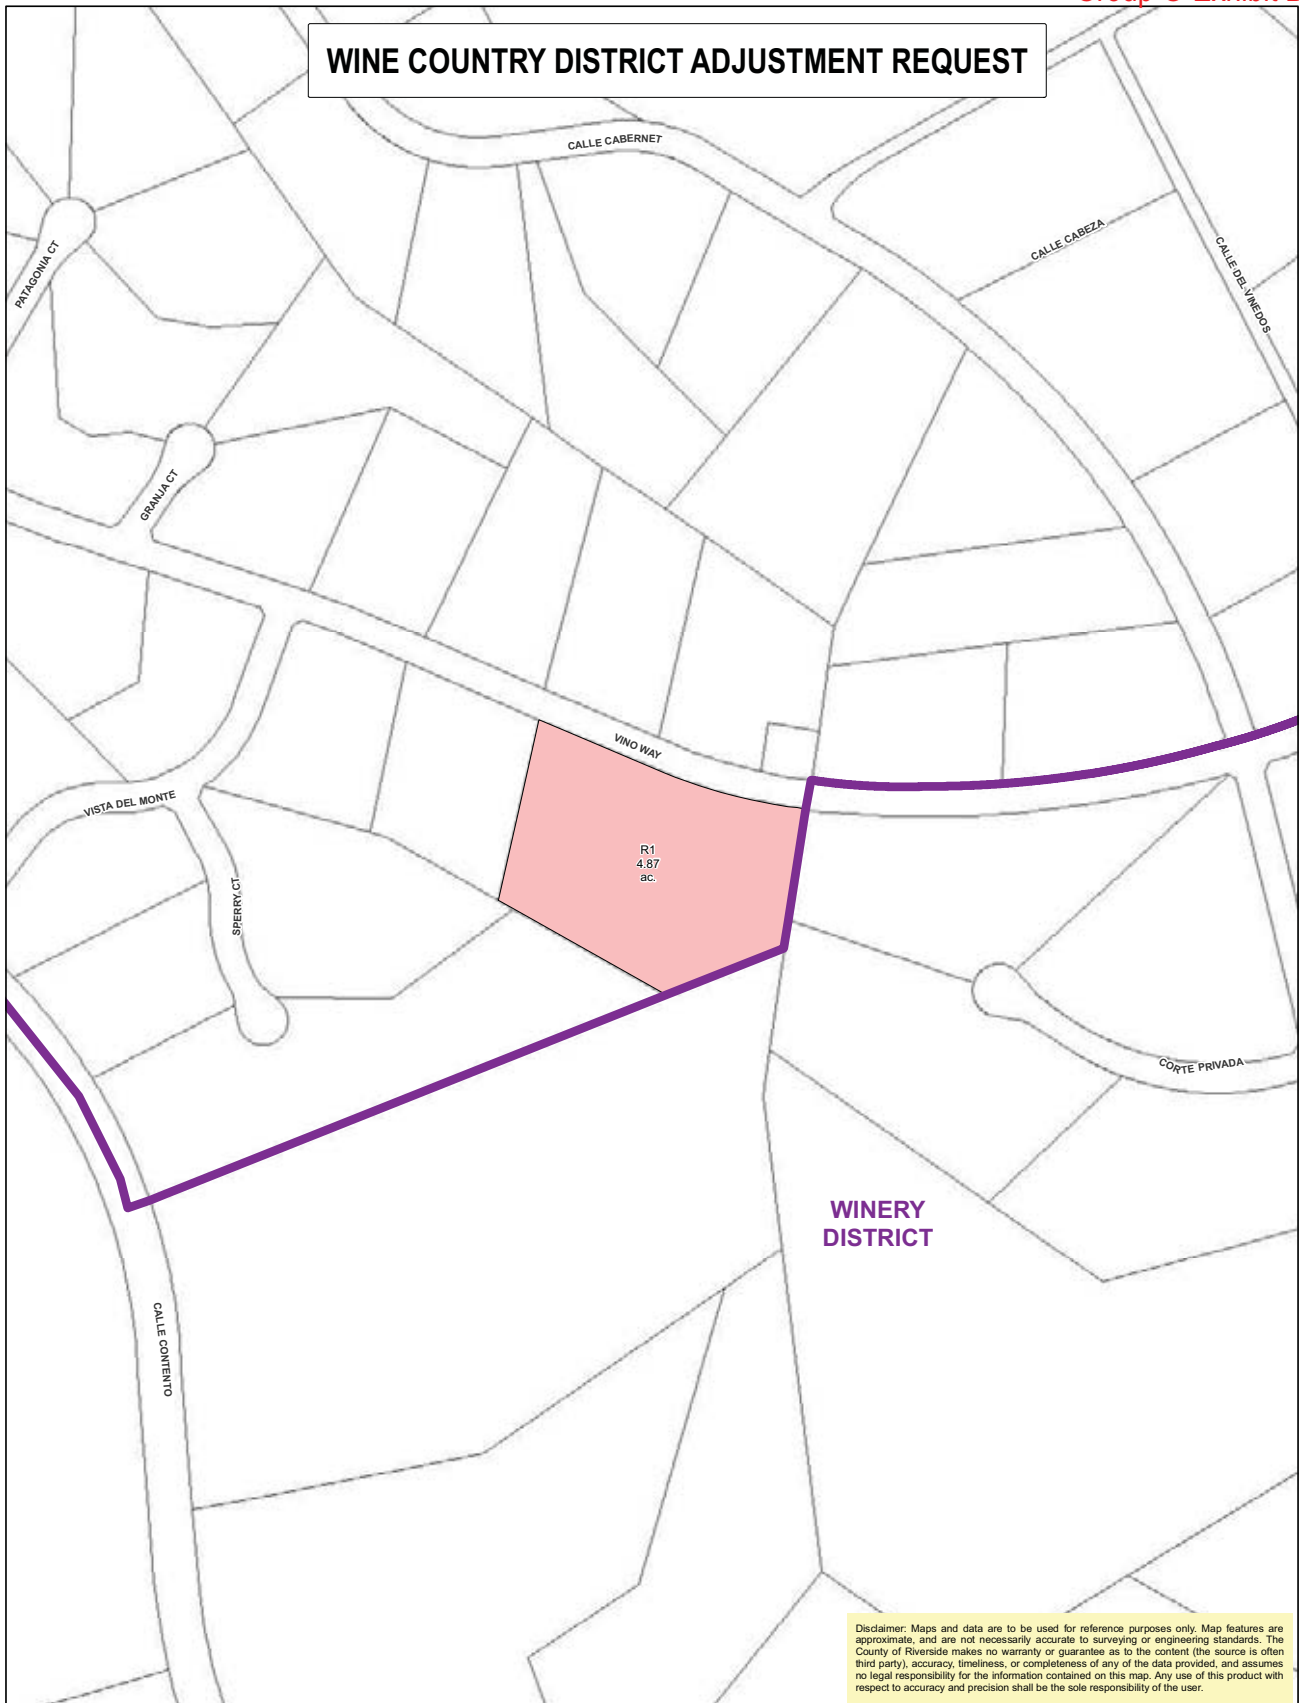 WINE COUNTRY DISTRICT ADJUSTMENT REQUEST
CALLE CABERNET
CALLE CABEZA
CALLE DEL VINEDOS
PATAGONIA CT
GRANJA CT
VINO WAY
VISTA DEL MONTE
R1
4.87
ac.
SPERRY CT
CORTE PRIVADA
WINERY
DISTRICT
CALLE CONTENTO
Disclaimer: Maps and data are to be used for reference purposes only. Map features are
approximate, and are not necessarily accurate to surveying or engineering standards. The
County of Riverside makes no warranty or guarantee as to the content (the source is often
third party), accuracy, timeliness, or completeness of any of the data provided, and assumes
no legal responsibility for the information contained on this map. Any use of this product with
respect to accuracy and precision shall be the sole responsibility of the user.